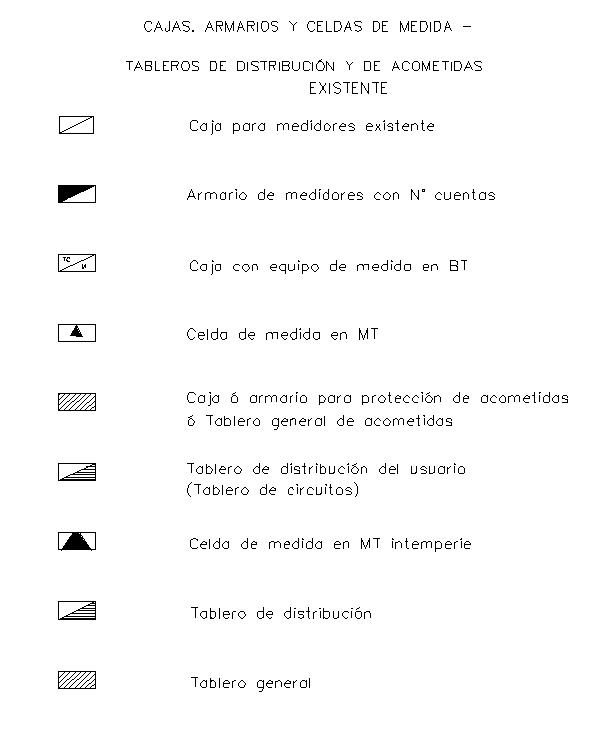 CAJAS. ARMARIOS Y CELDAS DE MEDIDA –
TABLEROS DE DISTRIBUCIÓN Y DE ACOMETIDAS
EXISTENTE
Caja para medidores existente
Armario de medidores con N° cuentas
TC
Caja con equipo de medida en BT
Celda de medida en MT
Caja ó armario para protección de acometidas
ó Tablero general de acometidas
Tablero de distribución del usuario
(Tablero de circuitos)
Celda de medida en MT intemperie
Tablero de distribución
Tablero general